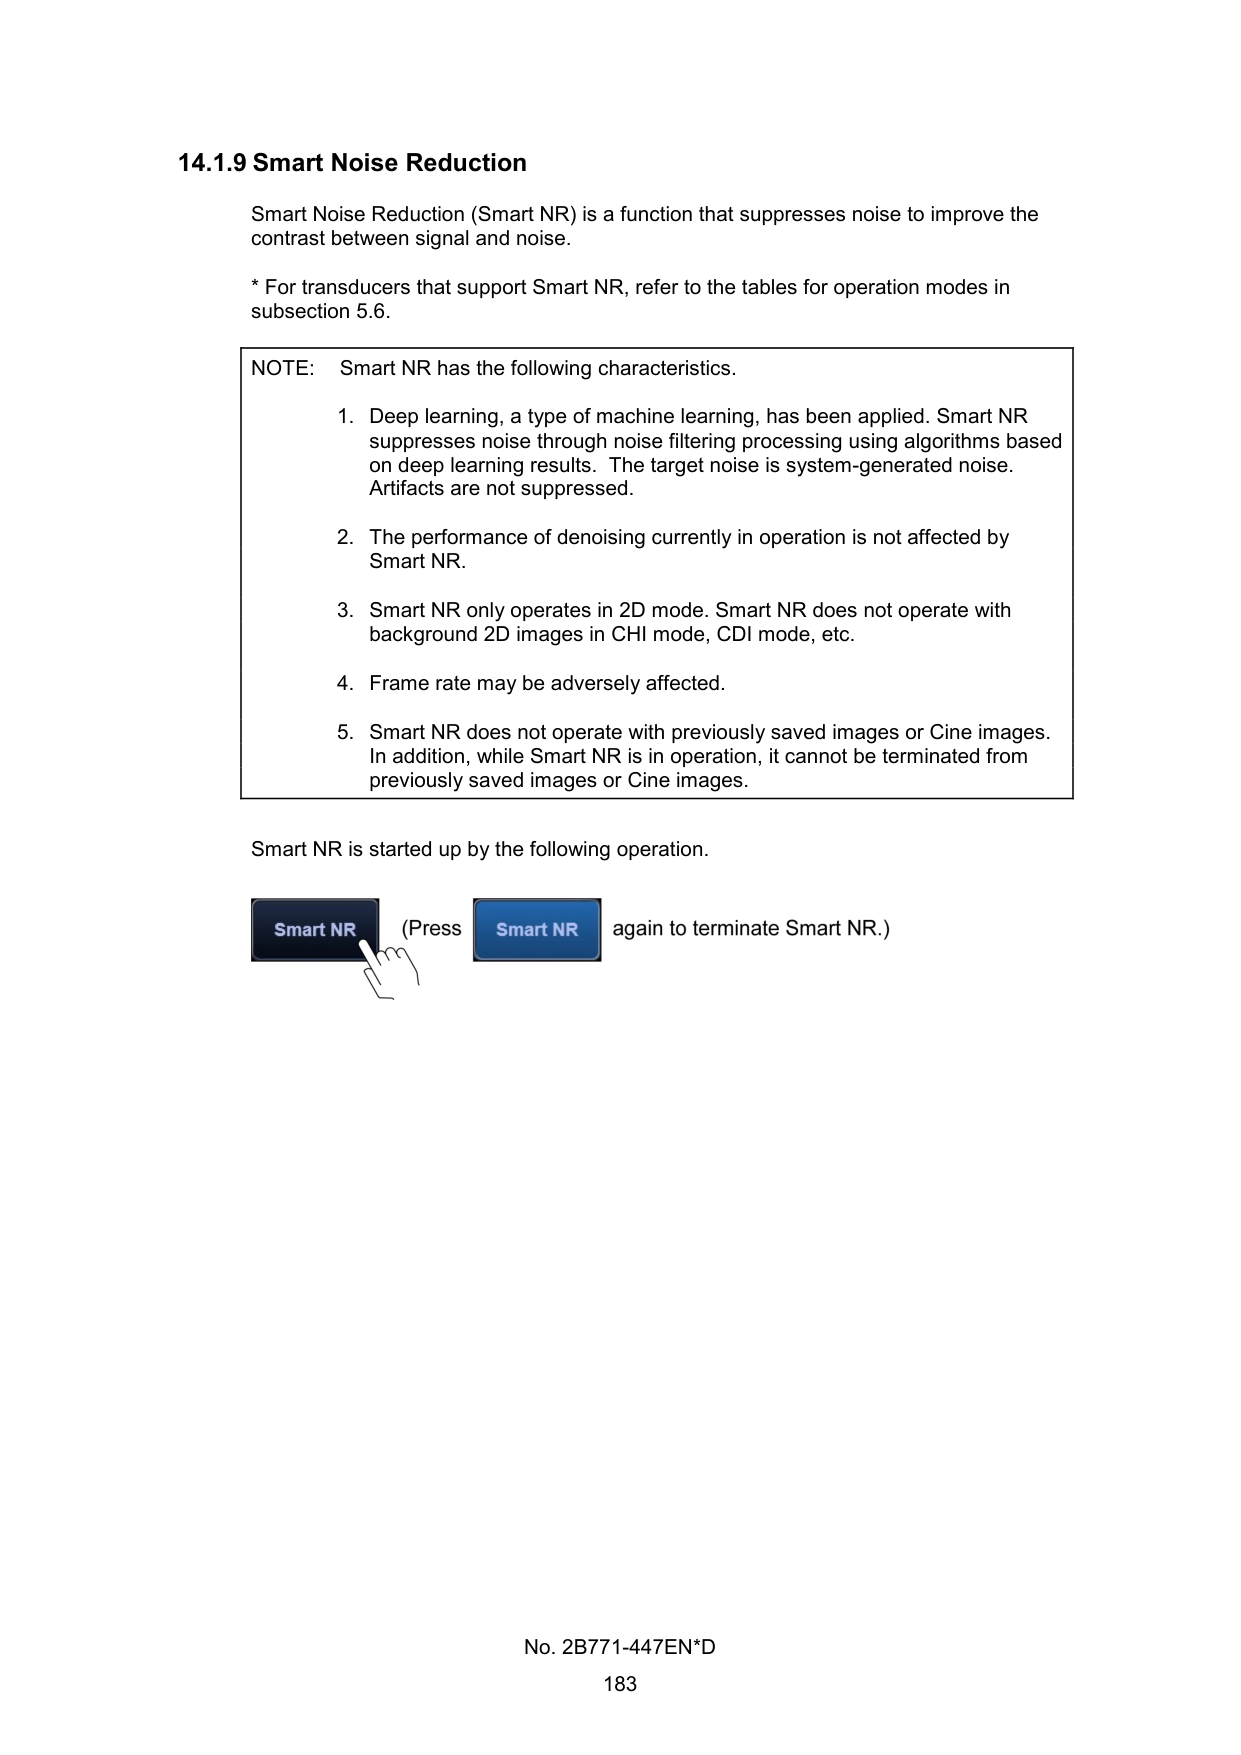 14.1.9 Smart Noise Reduction
Smart Noise Reduction (Smart NR) is a function that suppresses noise to improve the
contrast between signal and noise.
* For transducers that support Smart NR, refer to the tables for operation modes in
subsection 5.6.
NOTE: Smart NR has the following characteristics.
1. Deep learning, a type of machine learning, has been applied. Smart NR
suppresses noise through noise filtering processing using algorithms based
on deep learning results. The target noise is system-generated noise.
Artifacts are not suppressed.
2. The performance of denoising currently in operation is not affected by
Smart NR.
3. Smart NR only operates in 2D mode. Smart NR does not operate with
background 2D images in CHI mode, CDI mode, etc.
4. Frame rate may be adversely affected.
5. Smart NR does not operate with previously saved images or Cine images.
In addition, while Smart NR is in operation, it cannot be terminated from
previously saved images or Cine images.
Smart NR is started up by the following operation.
Smart NR (Press Smart NR again to terminate Smart NR.)
No. 2B771-447EN*D
183